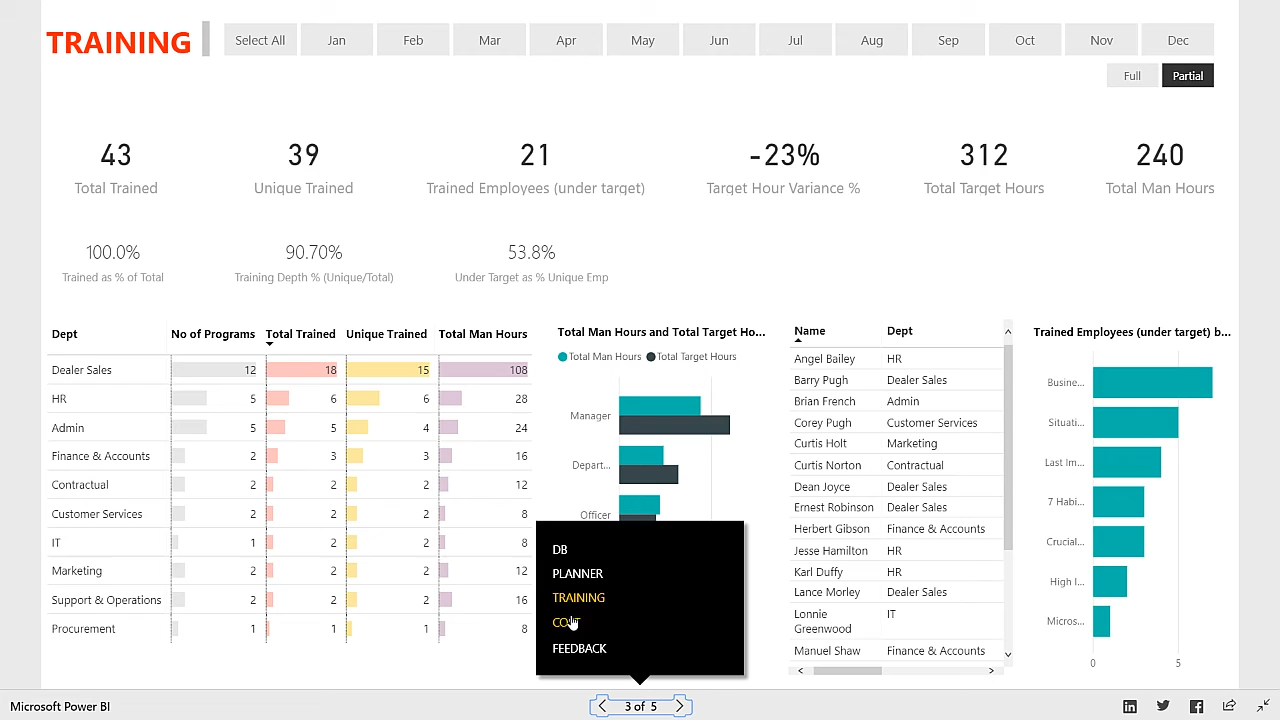 TRAINING
Select All Jan Feb Mar Apr May Jun Jul Aug Sep Oct Nov Dec
Full Partial
43 39 21 -23% 312 240
Total Trained Unique Trained Trained Employees (under target) Target Hour Variance % Total Target Hours Total Man Hours
100.0% 90.70% 53.8%
Trained as % of Total Training Depth % (Unique/Total) Under Target as % Unique Emp
Dept No of Programs Total Trained Unique Trained Total Man Hours
Dealer Sales 12 18 15 108
HR 5 6 6 28
Admin 5 5 4 24
Finance & Accounts 2 3 3 16
Contractual 2 2 2 12
Customer Services 2 2 2 8
IT 1 2 2 8
Marketing 2 2 2 12
Support & Operations 2 2 2 16
Procurement 1 1 1 8
Total Man Hours and Total Target Ho...
Total Man Hours Total Target Hours
Manager
Depart...
Officer
DB
PLANNER
TRAINING
COST
FEEDBACK
Name Dept
Angel Bailey HR
Barry Pugh Dealer Sales
Brian French Admin
Corey Pugh Customer Services
Curtis Holt Marketing
Curtis Norton Contractual
Dean Joyce Dealer Sales
Ernest Robinson Dealer Sales
Herbert Gibson Finance & Accounts
Jesse Hamilton HR
Karl Duffy HR
Lance Morley Dealer Sales
Lonnie IT
Greenwood
Manuel Shaw Finance & Accounts
Trained Employees (under target) b...
Busine...
Situati...
Last Im...
7 Habi...
Crucial...
High I...
Micros...
0 5
Microsoft Power BI
3 of 5